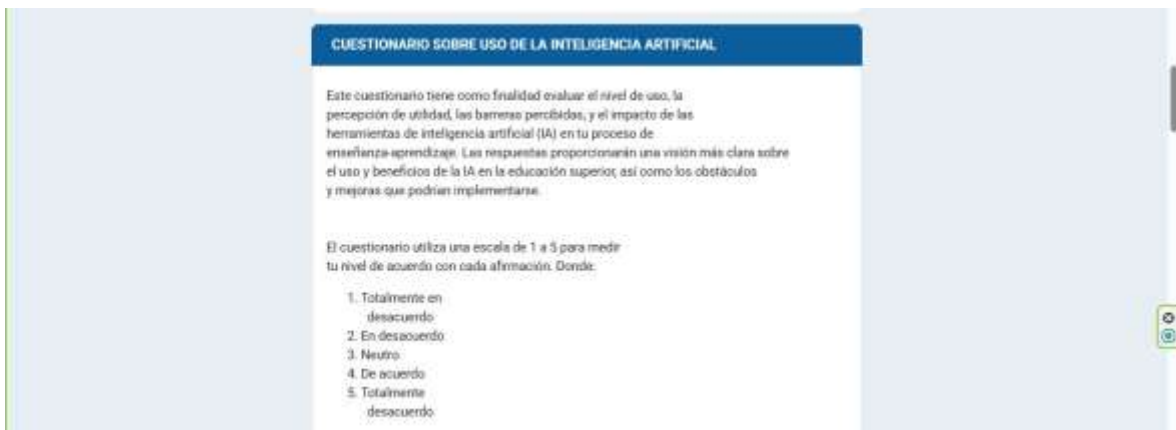 CUESTIONARIO SOBRE USO DE LA INTELIGENCIA ARTIFICIAL
Este cuestionario tiene como finalidad evaluar el nivel de uso, la
percepción de utilidad, las barreras percibidas, y el impacto de las
herramientas de inteligencia artificial (IA) en tu proceso de
enseñanza-aprendizaje. Las respuestas proporcionarán una visión más clara sobre
el uso y beneficios de la IA en la educación superior, así como los obstáculos
y mejoras que podrían implementarse.
El cuestionario utiliza una escala de 1 a 5 para medir
tu nivel de acuerdo con cada afirmación. Donde:
1. Totalmente en
desacuerdo
2. En desacuerdo
3. Neutro
4. De acuerdo
5. Totalmente
desacuerdo